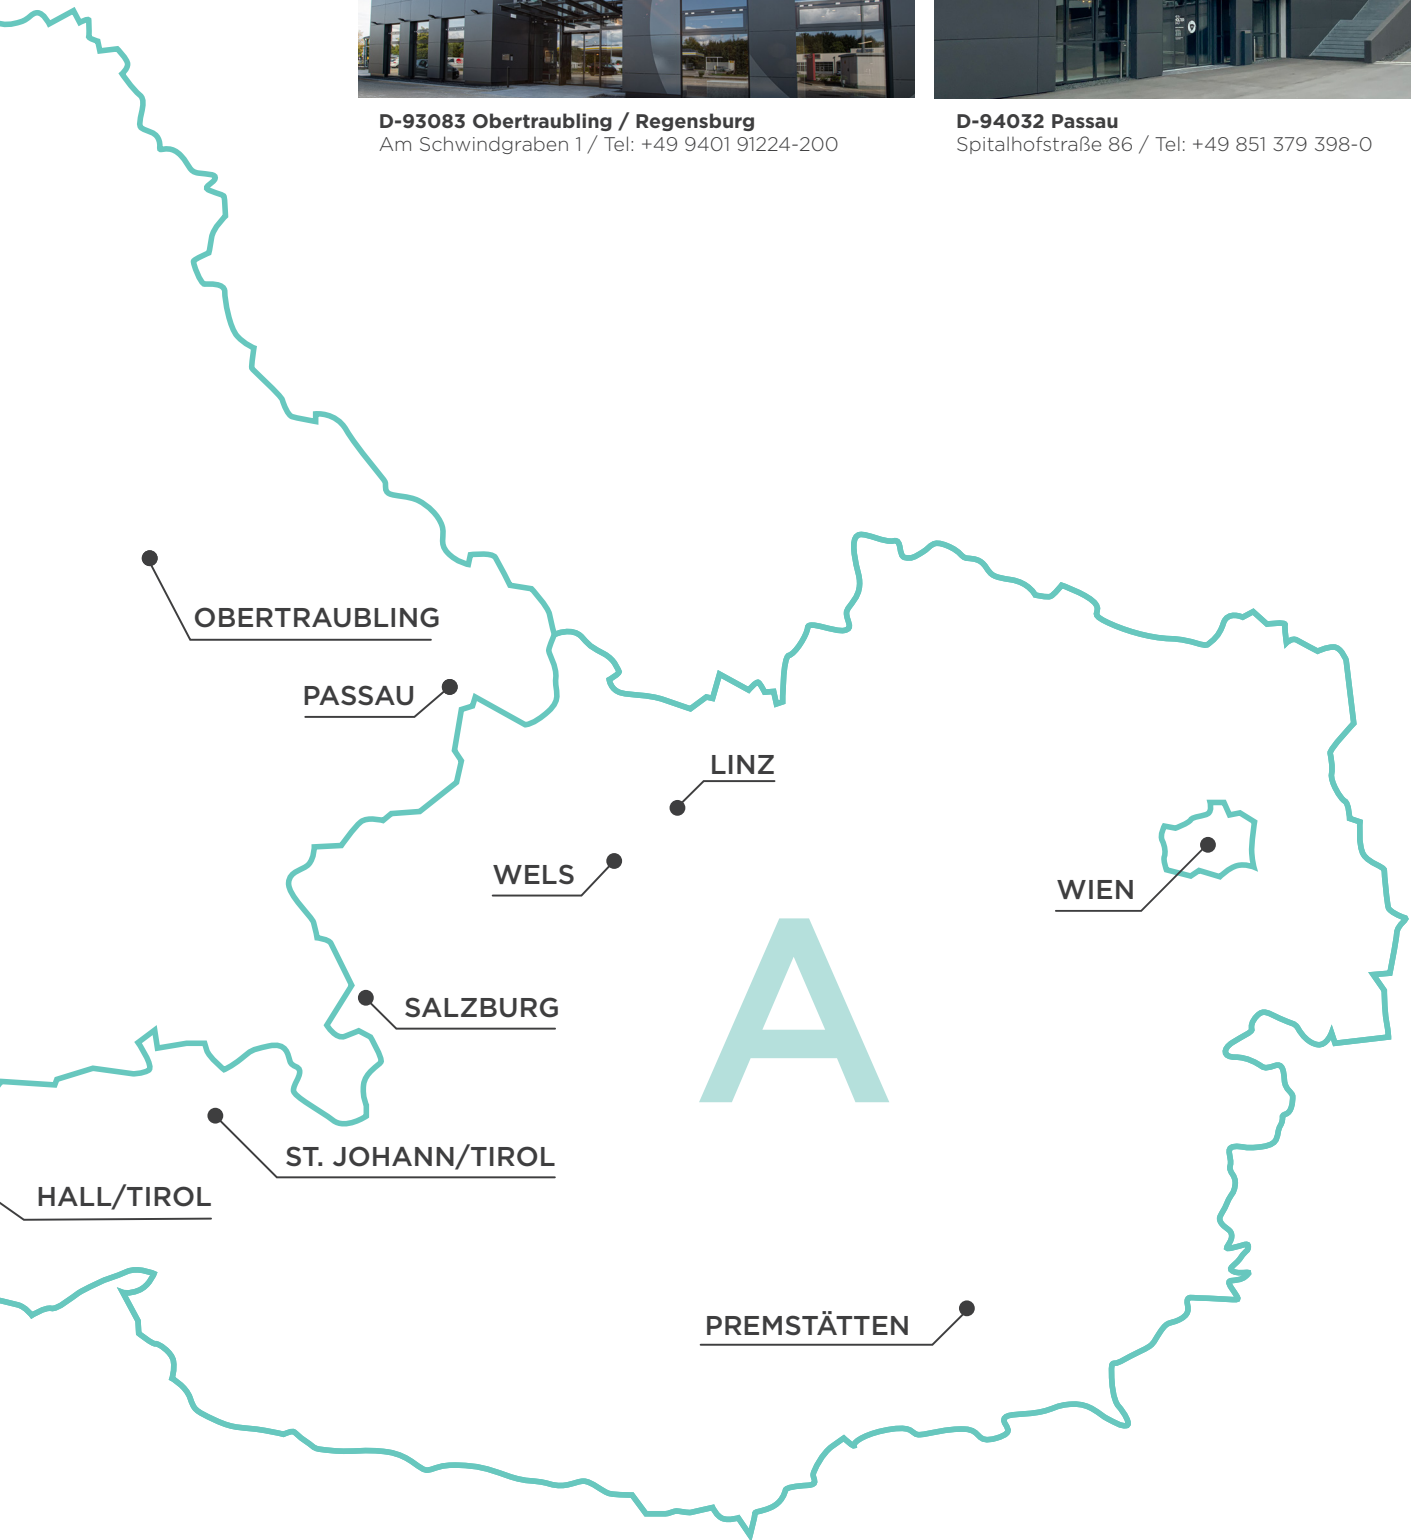 D-93083 Obertraubling / Regensburg
Am Schwindgraben 1 / Tel: +49 9401 91224-200
D-94032 Passau
Spitalhofstraße 86 / Tel: +49 851 379 398-0
OBERTRAUBLING
PASSAU
LINZ
WELS
WIEN
A
SALZBURG
ST. JOHANN/TIROL
HALL/TIROL
PREMSTÄTTEN